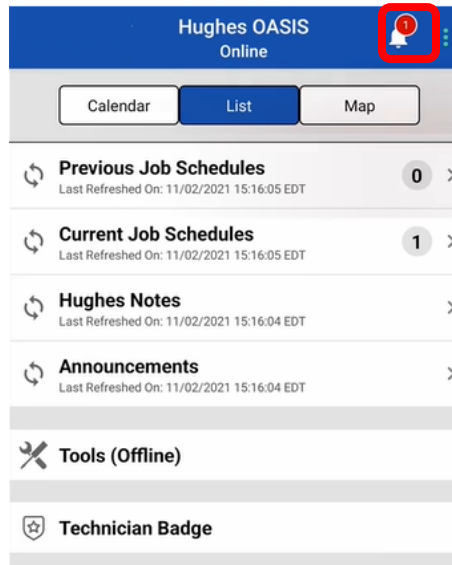 Hughes OASIS
1
Online
Calendar List Map
Previous Job Schedules
0
Last Refreshed On: 11/02/2021 15:16:05 EDT
Current Job Schedules
1
Last Refreshed On: 11/02/2021 15:16:05 EDT
Hughes Notes
Last Refreshed On: 11/02/2021 15:16:04 EDT
Announcements
Last Refreshed On: 11/02/2021 15:16:04 EDT
Tools (Offline)
Technician Badge